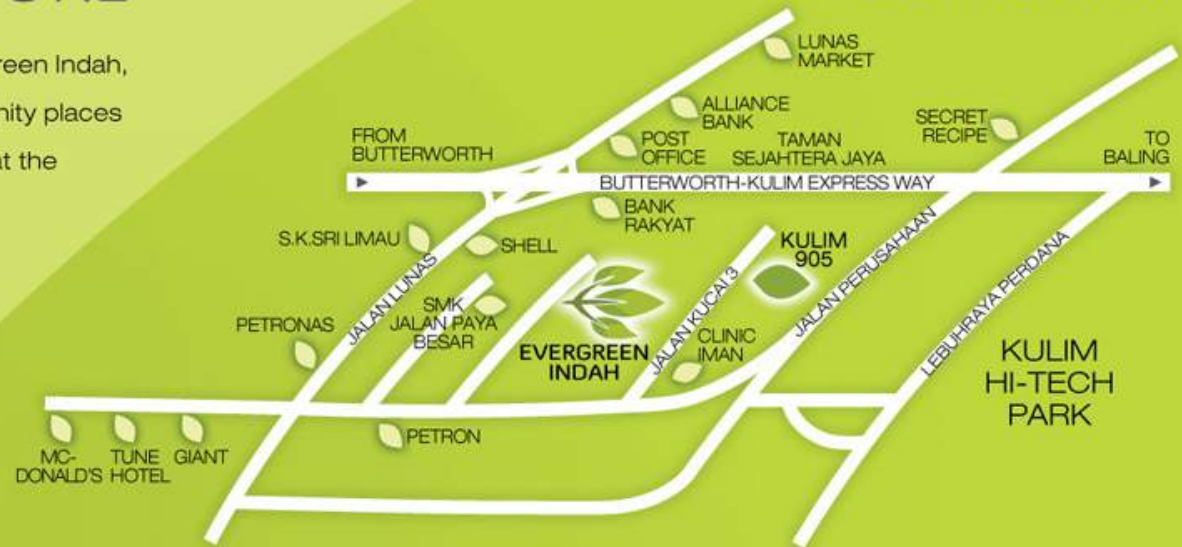 reen Indah,
nity places
at the
LUNAS
MARKET
ALLIANCE
BANK
SECRET
RECIPE
FROM
BUTTERWORTH
POST
OFFICE
TAMAN
SEJAHTERA JAYA
TO
BALING
BUTTERWORTH-KULIM EXPRESS WAY
BANK
RAKYAT
S.K.SRI LIMAU
SHELL
KULIM
905
JALAN LUNAS
JALAN KUCAI 3
JALAN PERUSAHAAN
LEBUHRAYA PERDANA
SMK
JALAN PAYA
BESAR
PETRONAS
EVERGREEN
INDAH
CLINIC
IMAN
KULIM
HI-TECH
PARK
MC-
DONALD'S
TUNE
HOTEL
GIANT
PETRON